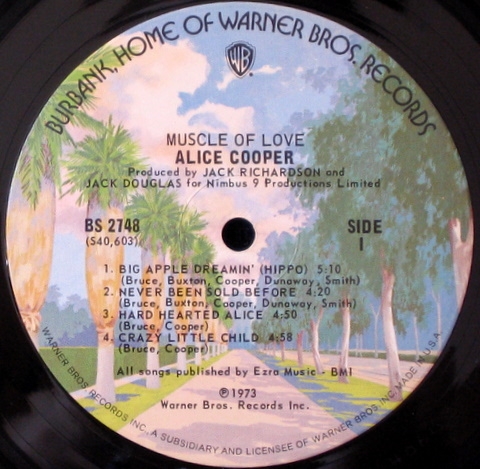 BURBANK, HOME OF WARNER BROS. RECORDS
WB
MUSCLE OF LOVE
ALICE COOPER
Produced by JACK RICHARDSON and
JACK DOUGLAS for Nimbus 9 Productions Limited
BS 2748
(S40,603)
SIDE
1
1. BIG APPLE DREAMIN' (HIPPO) 5:10
(Bruce, Buxton, Cooper, Dunaway, Smith)
2. NEVER BEEN SOLD BEFORE 4:20
(Bruce, Buxton, Cooper, Dunaway, Smith)
3. HARD HEARTED ALICE 4:50
(Bruce, Cooper)
4. CRAZY LITTLE CHILD 4:58
(Bruce, Cooper)
All songs published by Ezra Music - BMI
℗1973
Warner Bros. Records Inc.
WARNER BROS. RECORDS INC., A SUBSIDIARY AND LICENSEE OF WARNER BROS. INC. MADE IN U.S.A.